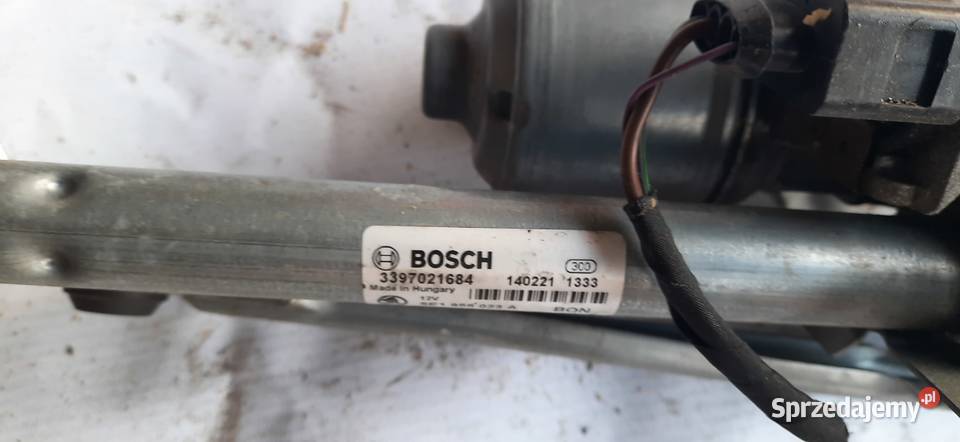 BOSCH 300
3397021684 140221 1333
Made in Hungary
12V
BON
Sprzedajemy.pl